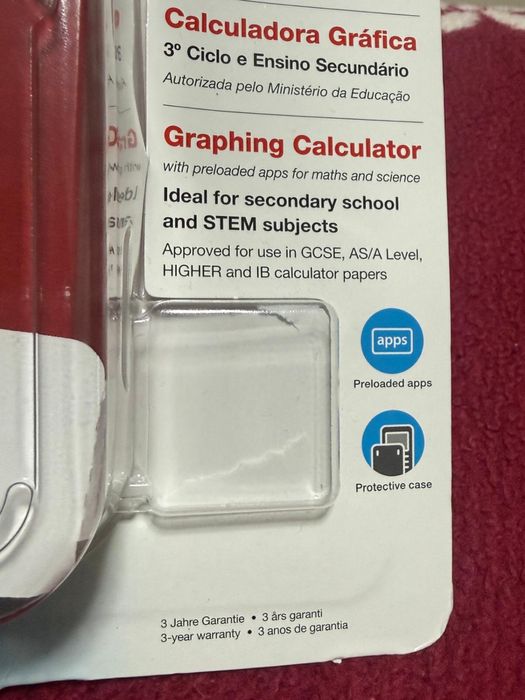 Calculadora Gráfica
3º Ciclo e Ensino Secundário
Autorizada pelo Ministério da Educação
Graphing Calculator
with preloaded apps for maths and science
Ideal for secondary school
and STEM subjects
Approved for use in GCSE, AS/A Level,
HIGHER and IB calculator papers
apps
Preloaded apps
Protective case
3 Jahre Garantie • 3 års garanti
3-year warranty • 3 anos de garantia